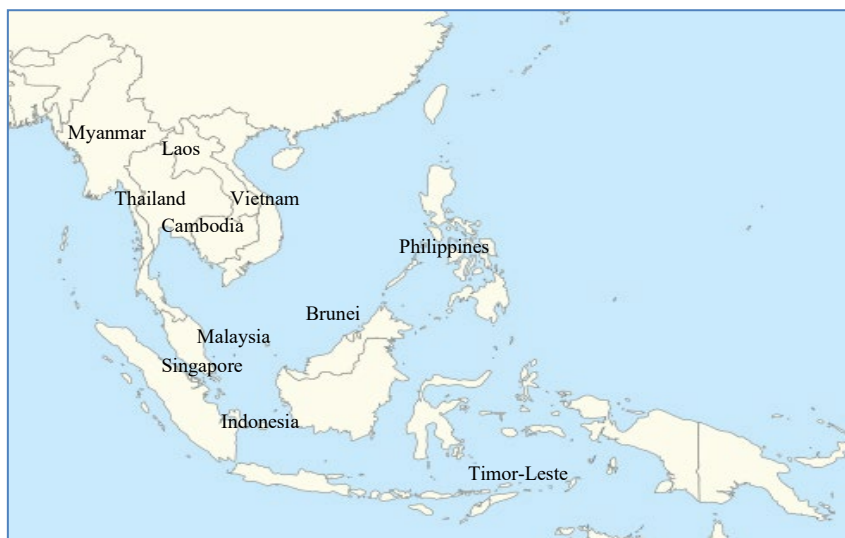 Myanmar
Laos
Thailand
Vietnam
Cambodia
Philippines
Brunei
Malaysia
Singapore
Indonesia
Timor-Leste